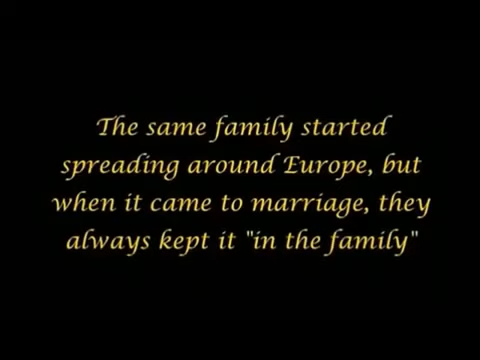 The same family started
spreading around Europe, but
when it came to marriage, they
always kept it "in the family"